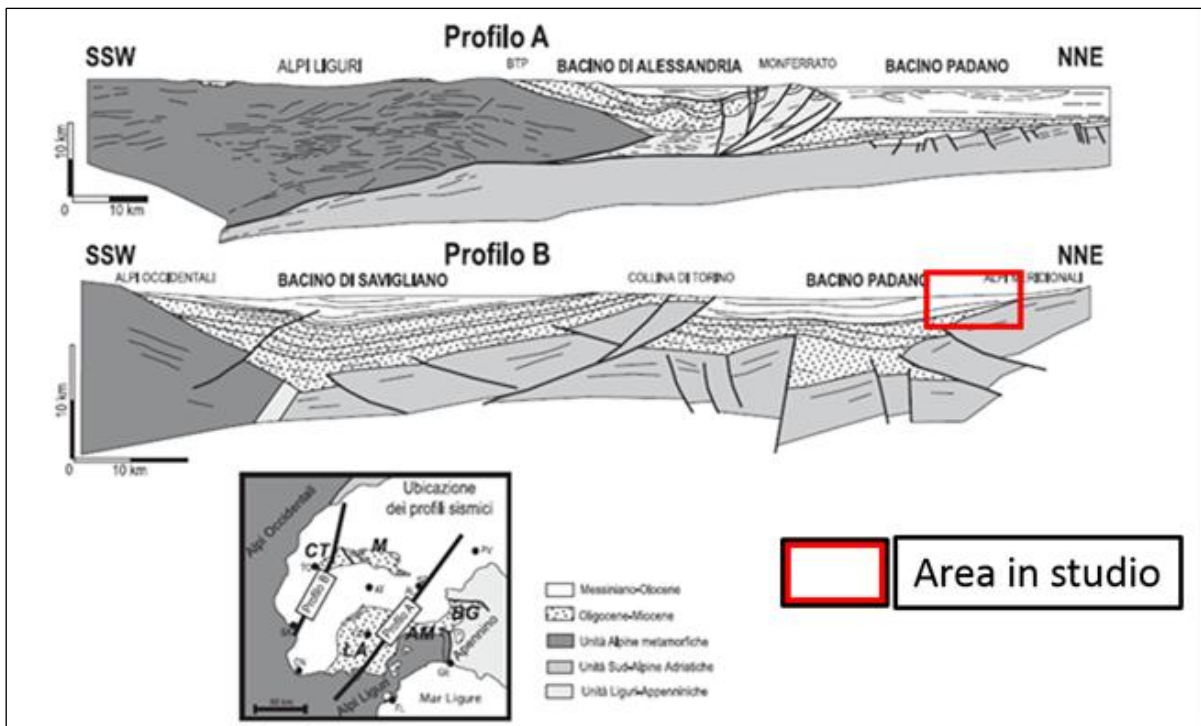 Profilo A
SSW
NNE
ALPI LIGURI
BTP
BACINO DI ALESSANDRIA
MONFERRATO
BACINO PADANO
10 km
0 10 km
Profilo B
SSW
NNE
ALPI OCCIDENTALI
BACINO DI SAVIGLIANO
COLLINA DI TORINO
BACINO PADANO
ALPI MERIDIONALI
10 km
0 10 km
Ubicazione
dei profili sismici
Alpi Occidentali
CT
M
TO
PV
Profilo B
Profilo A
BG
AM
LA
Apennino
Alpi Liguri
Mar Ligure
Messiniano-Olocene
Oligocene-Miocene
Unità Alpine metamorfiche
Unità Sud-Alpine Adriatiche
Unità Liguri-Appenniniche
Area in studio